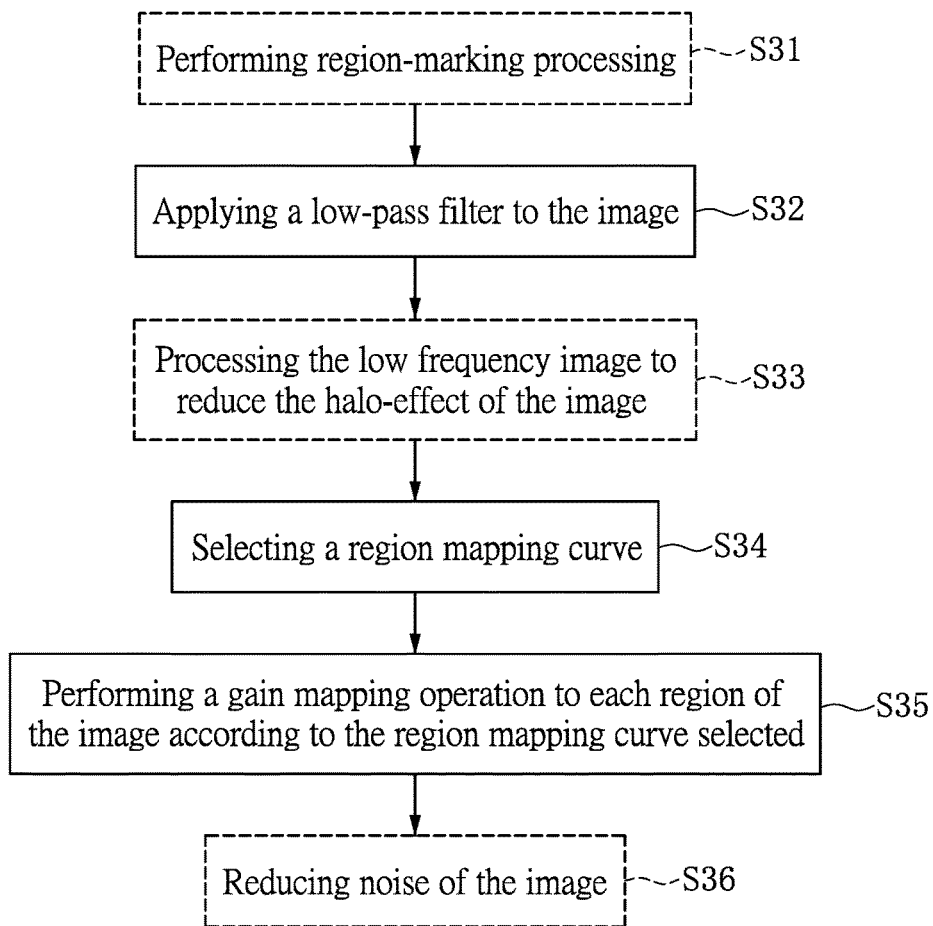 Performing region-marking processing
S31
Applying a low-pass filter to the image
S32
Processing the low frequency image to
reduce the halo-effect of the image
S33
Selecting a region mapping curve
S34
Performing a gain mapping operation to each region of
the image according to the region mapping curve selected
S35
Reducing noise of the image
S36